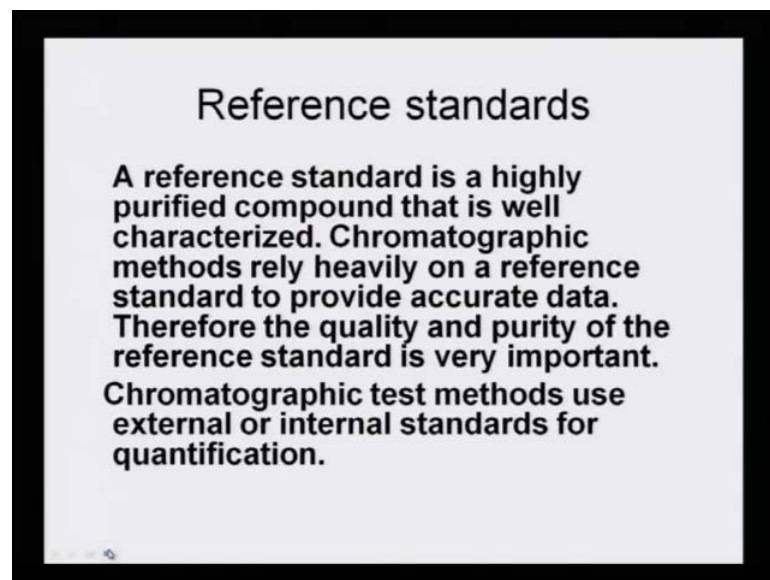 Reference standards
A reference standard is a highly
purified compound that is well
characterized. Chromatographic
methods rely heavily on a reference
standard to provide accurate data.
Therefore the quality and purity of the
reference standard is very important.
Chromatographic test methods use
external or internal standards for
quantification.